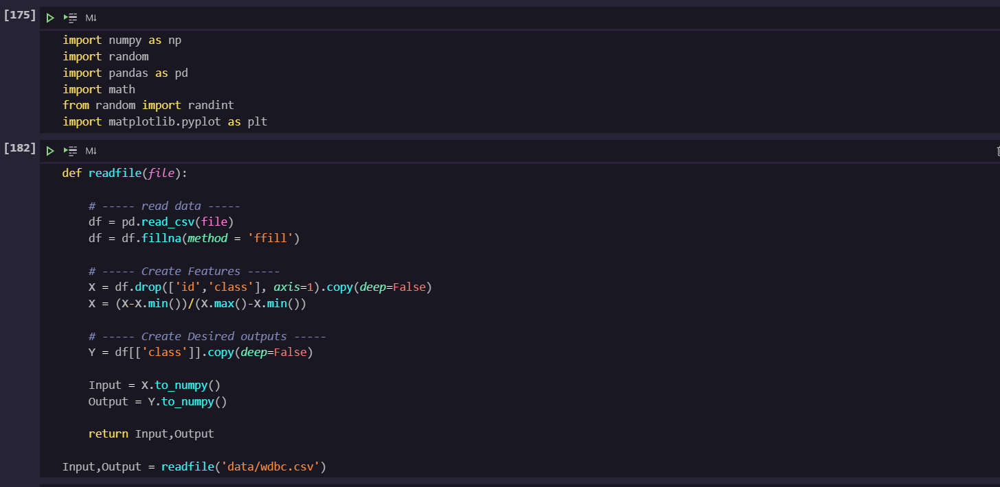 [175]
M↓
import numpy as np
import random
import pandas as pd
import math
from random import randint
import matplotlib.pyplot as plt
[182]
M↓
def readfile(file):
# ----- read data -----
df = pd.read_csv(file)
df = df.fillna(method = 'ffill')
# ----- Create Features -----
X = df.drop(['id','class'], axis=1).copy(deep=False)
X = (X-X.min())/(X.max()-X.min())
# ----- Create Desired outputs -----
Y = df[['class']].copy(deep=False)
Input = X.to_numpy()
Output = Y.to_numpy()
return Input,Output
Input,Output = readfile('data/wdbc.csv')